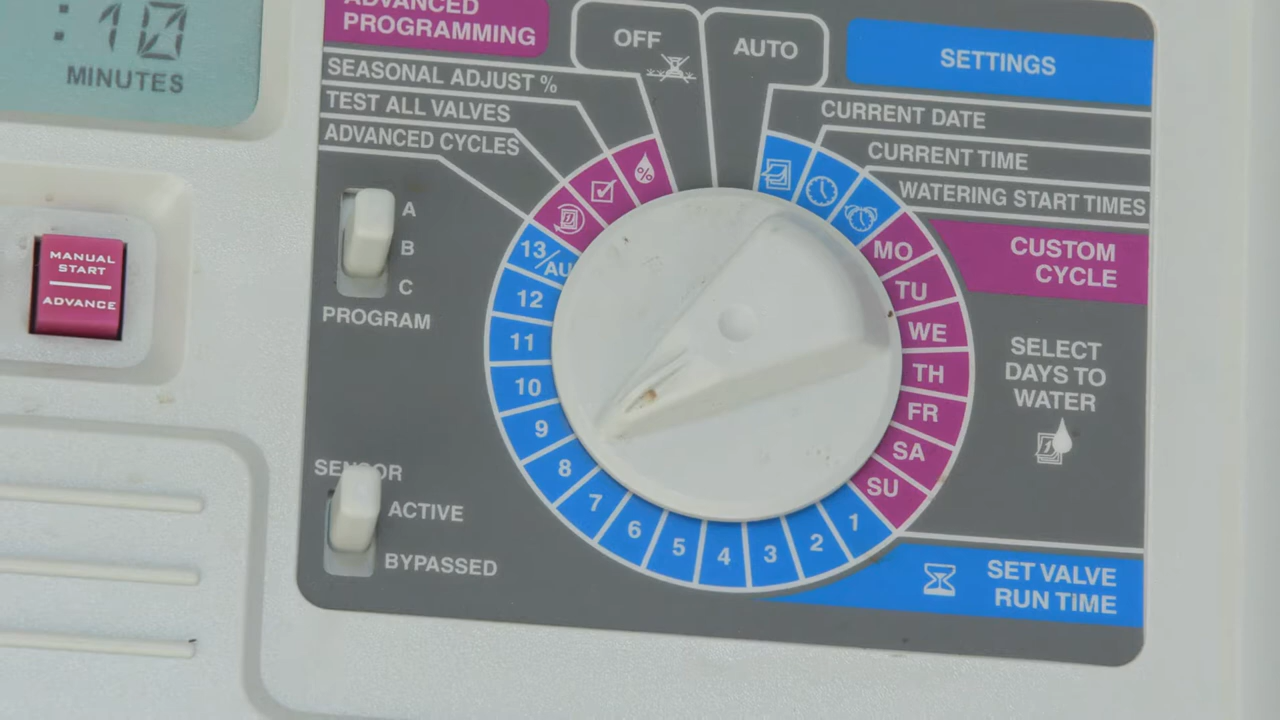 :10
MINUTES
ADVANCED
PROGRAMMING
SEASONAL ADJUST %
TEST ALL VALVES
ADVANCED CYCLES
OFF
AUTO
SETTINGS
CURRENT DATE
CURRENT TIME
WATERING START TIMES
CUSTOM
CYCLE
MANUAL
START
ADVANCE
A
B
C
PROGRAM
SENSOR
ACTIVE
BYPASSED
%
1
MO
TU
WE
TH
FR
SA
SU
1
2
3
4
5
6
7
8
9
10
11
12
13/AU
SELECT
DAYS TO
WATER
1
SET VALVE
RUN TIME